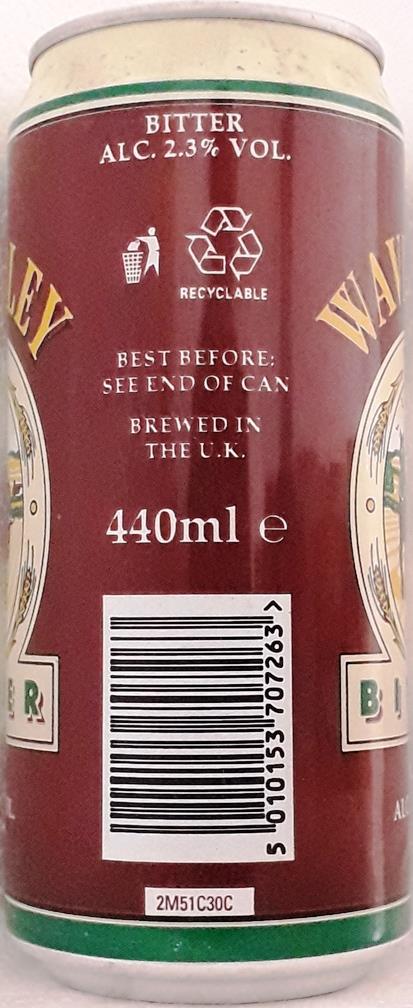 BITTER
ALC. 2.3% VOL.
RECYCLABLE
BEST BEFORE:
SEE END OF CAN
BREWED IN
THE U.K.
440ml e
5 010153 707263 >
2M51C30C